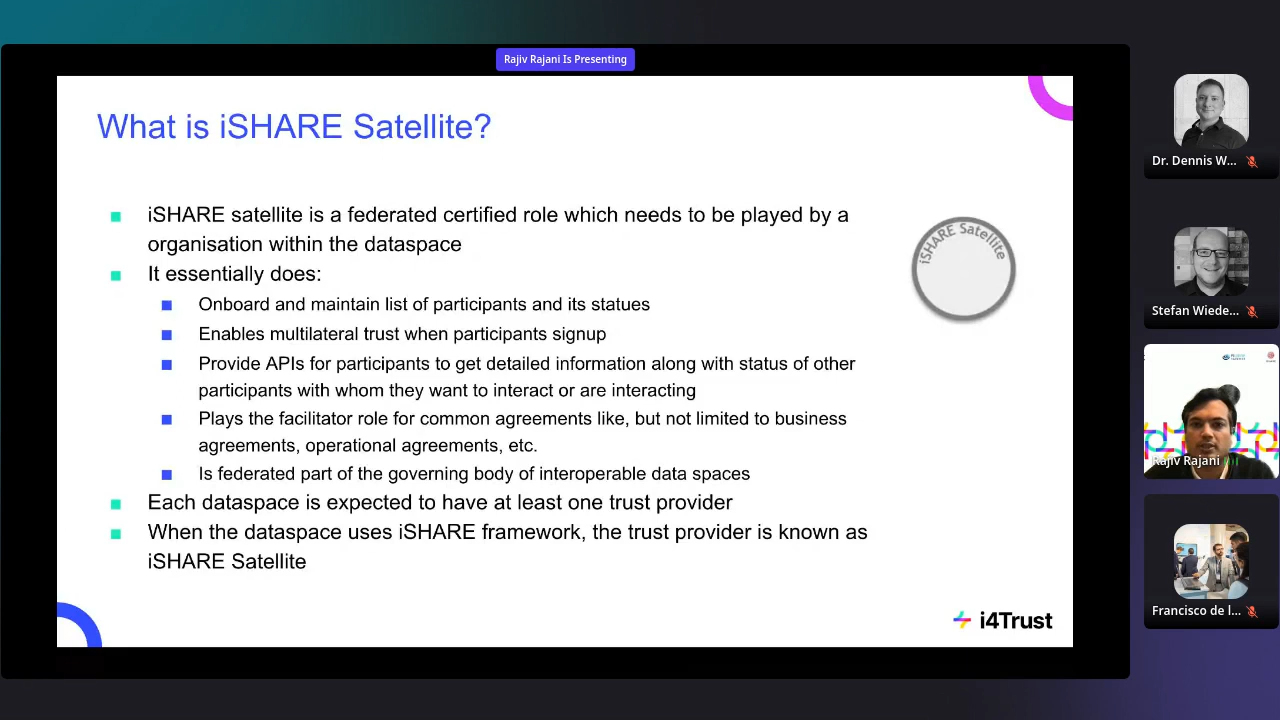 Rajiv Rajani Is Presenting
What is iSHARE Satellite?
iSHARE satellite is a federated certified role which needs to be played by a
organisation within the dataspace
It essentially does:
Onboard and maintain list of participants and its statues
Enables multilateral trust when participants signup
Provide APIs for participants to get detailed information along with status of other
participants with whom they want to interact or are interacting
Plays the facilitator role for common agreements like, but not limited to business
agreements, operational agreements, etc.
Is federated part of the governing body of interoperable data spaces
Each dataspace is expected to have at least one trust provider
When the dataspace uses iSHARE framework, the trust provider is known as
iSHARE Satellite
iSHARE Satellite
i4Trust
Dr. Dennis W...
Stefan Wiede...
Rajiv Rajani
Francisco de l...